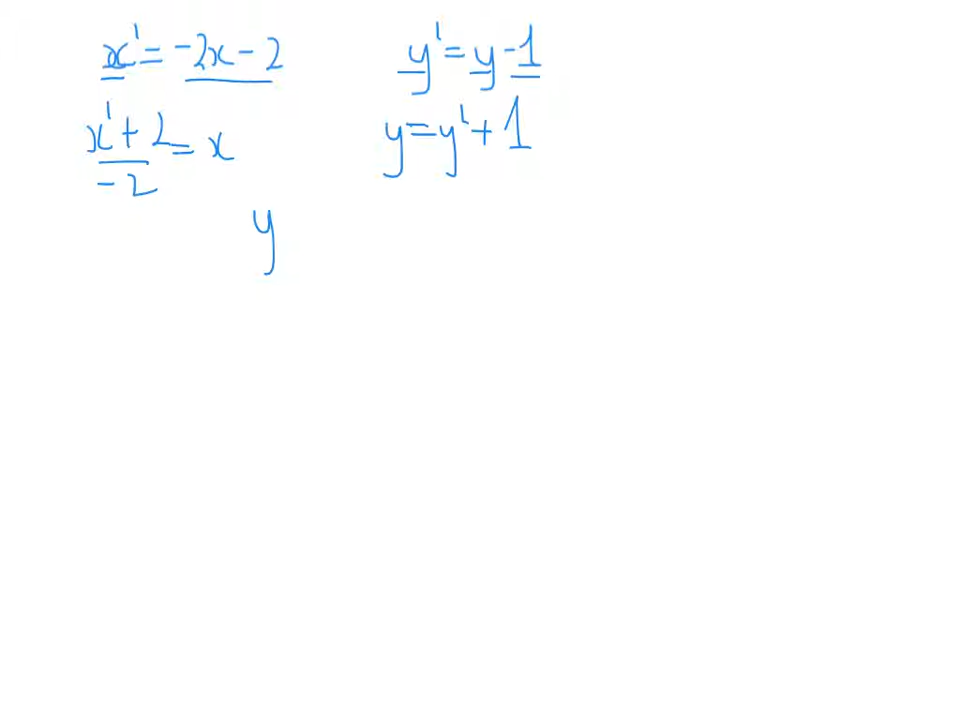 x' = -2x - 2    y' = y - 1
x' + 2 / -2 = x    y = y' + 1
y